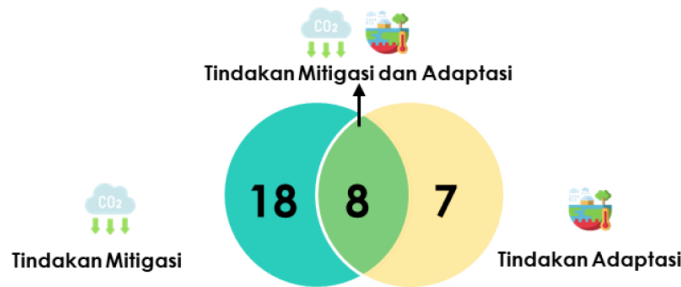 CO₂
Tindakan Mitigasi dan Adaptasi
18 8 7
CO₂
Tindakan Mitigasi
Tindakan Adaptasi